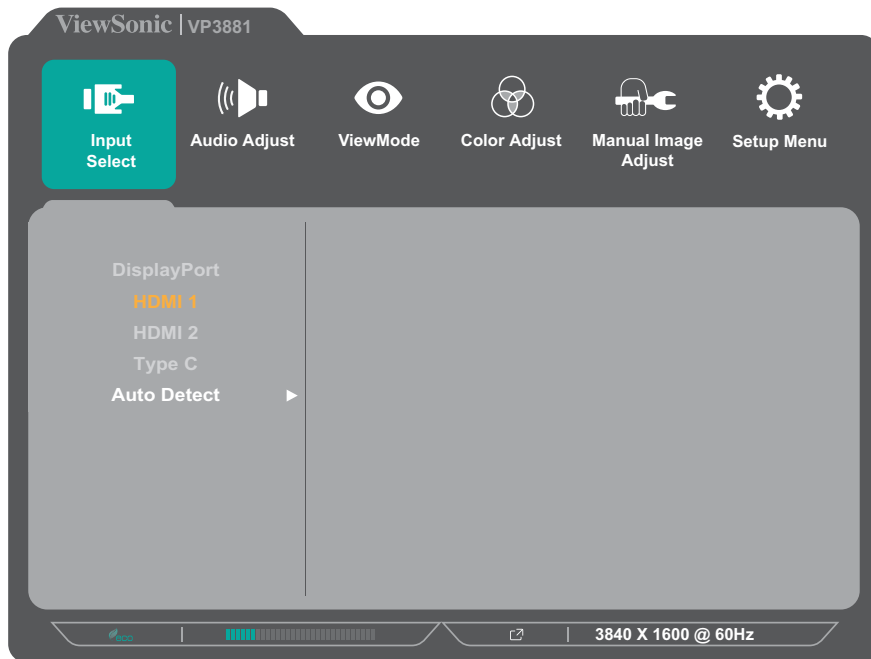 ViewSonic | VP3881
Input
Select
Audio Adjust
ViewMode
Color Adjust
Manual Image
Adjust
Setup Menu
DisplayPort
HDMI 1
HDMI 2
Type C
Auto Detect
eco
3840 X 1600 @ 60Hz